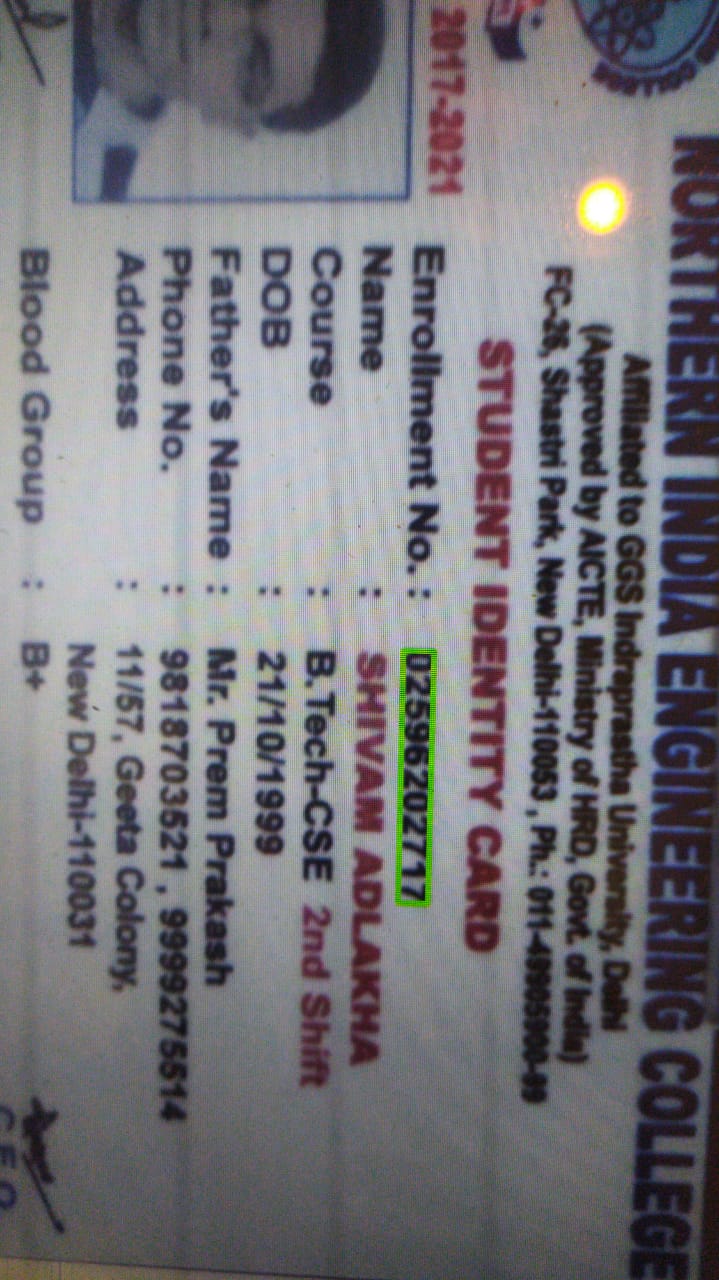 NORTHERN INDIA ENGINEERING COLLEGE
Affiliated to GGS Indraprastha University, Delhi
(Approved by AICTE, Ministry of HRD, Govt. of India)
FC-26, Shastri Park, New Delhi-110053, Ph.: 011-49905900-99
STUDENT IDENTITY CARD
2017-2021
Enrollment No. : 02596202717
Name : SHIVAM ADLAKHA
Course : B.Tech-CSE 2nd Shift
DOB : 21/10/1999
Father's Name : Mr. Prem Prakash
Phone No. : 9818703521 , 9999275514
Address : 11/57, Geeta Colony,
New Delhi-110031
Blood Group : B+